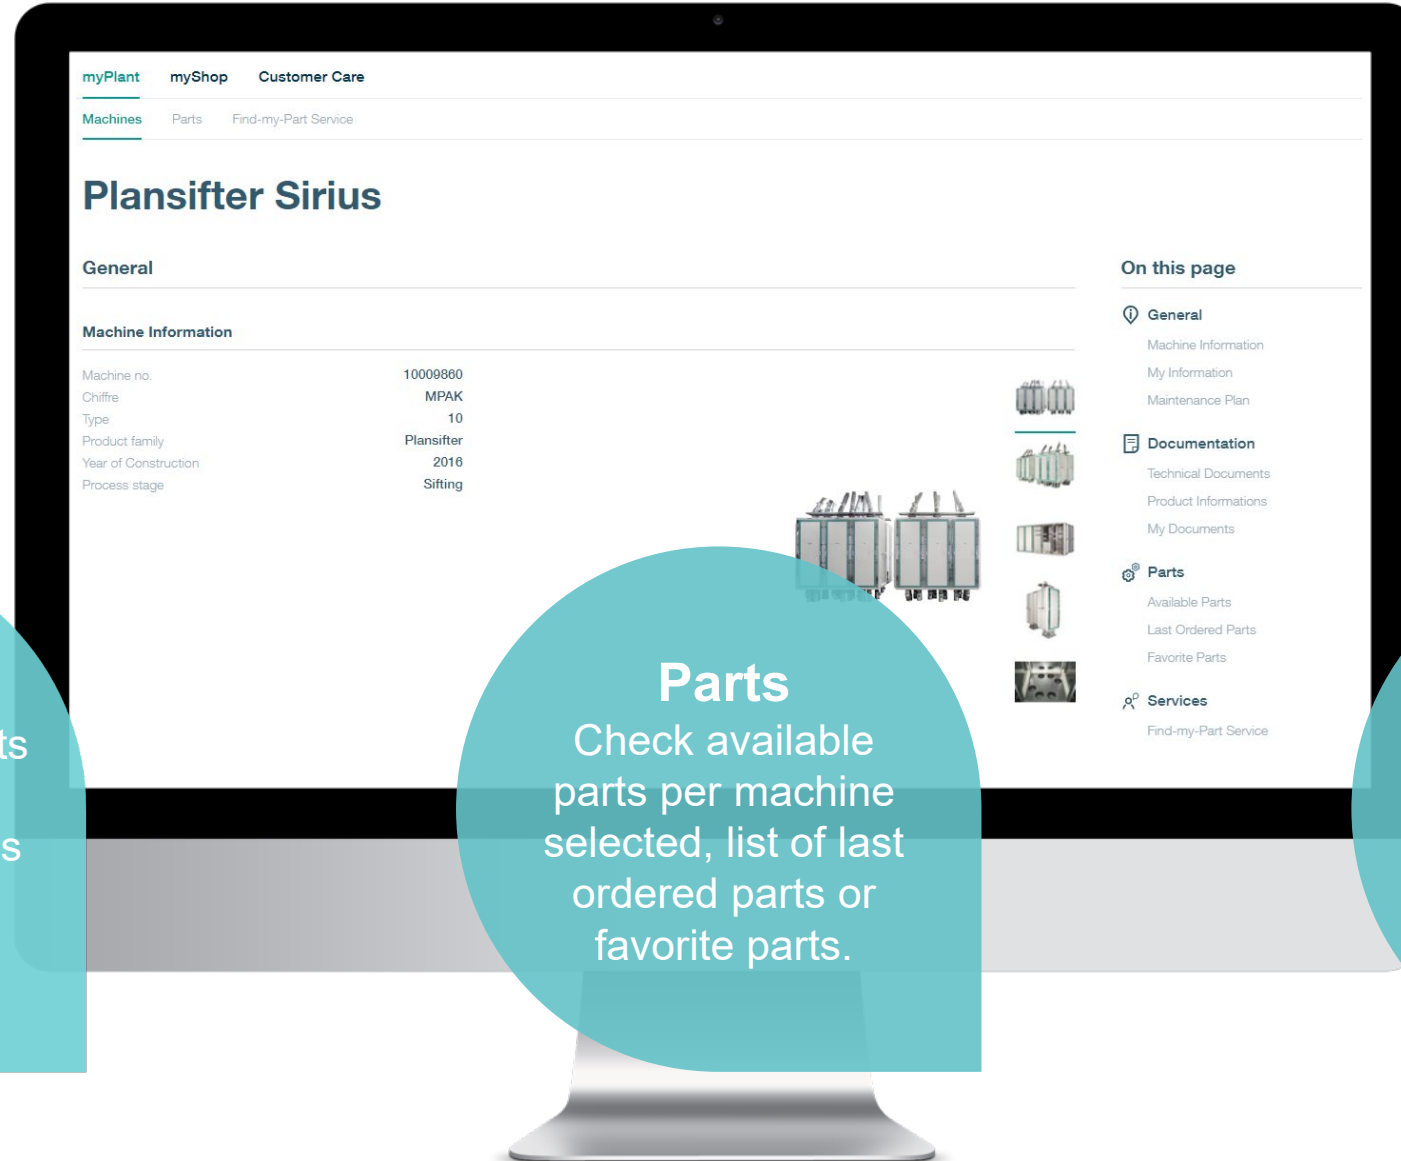 myPlant myShop Customer Care
Machines Parts Find-my-Part Service
Plansifter Sirius
General
Machine Information
Machine no. 10009860
Chiffre MPAK
Type 10
Product family Plansifter
Year of Construction 2016
Process stage Sifting
On this page
General
Machine Information
My Information
Maintenance Plan
Documentation
Technical Documents
Product Informations
My Documents
Parts
Available Parts
Last Ordered Parts
Favorite Parts
Services
Find-my-Part Service
Parts
Check available
parts per machine
selected, list of last
ordered parts or
favorite parts.